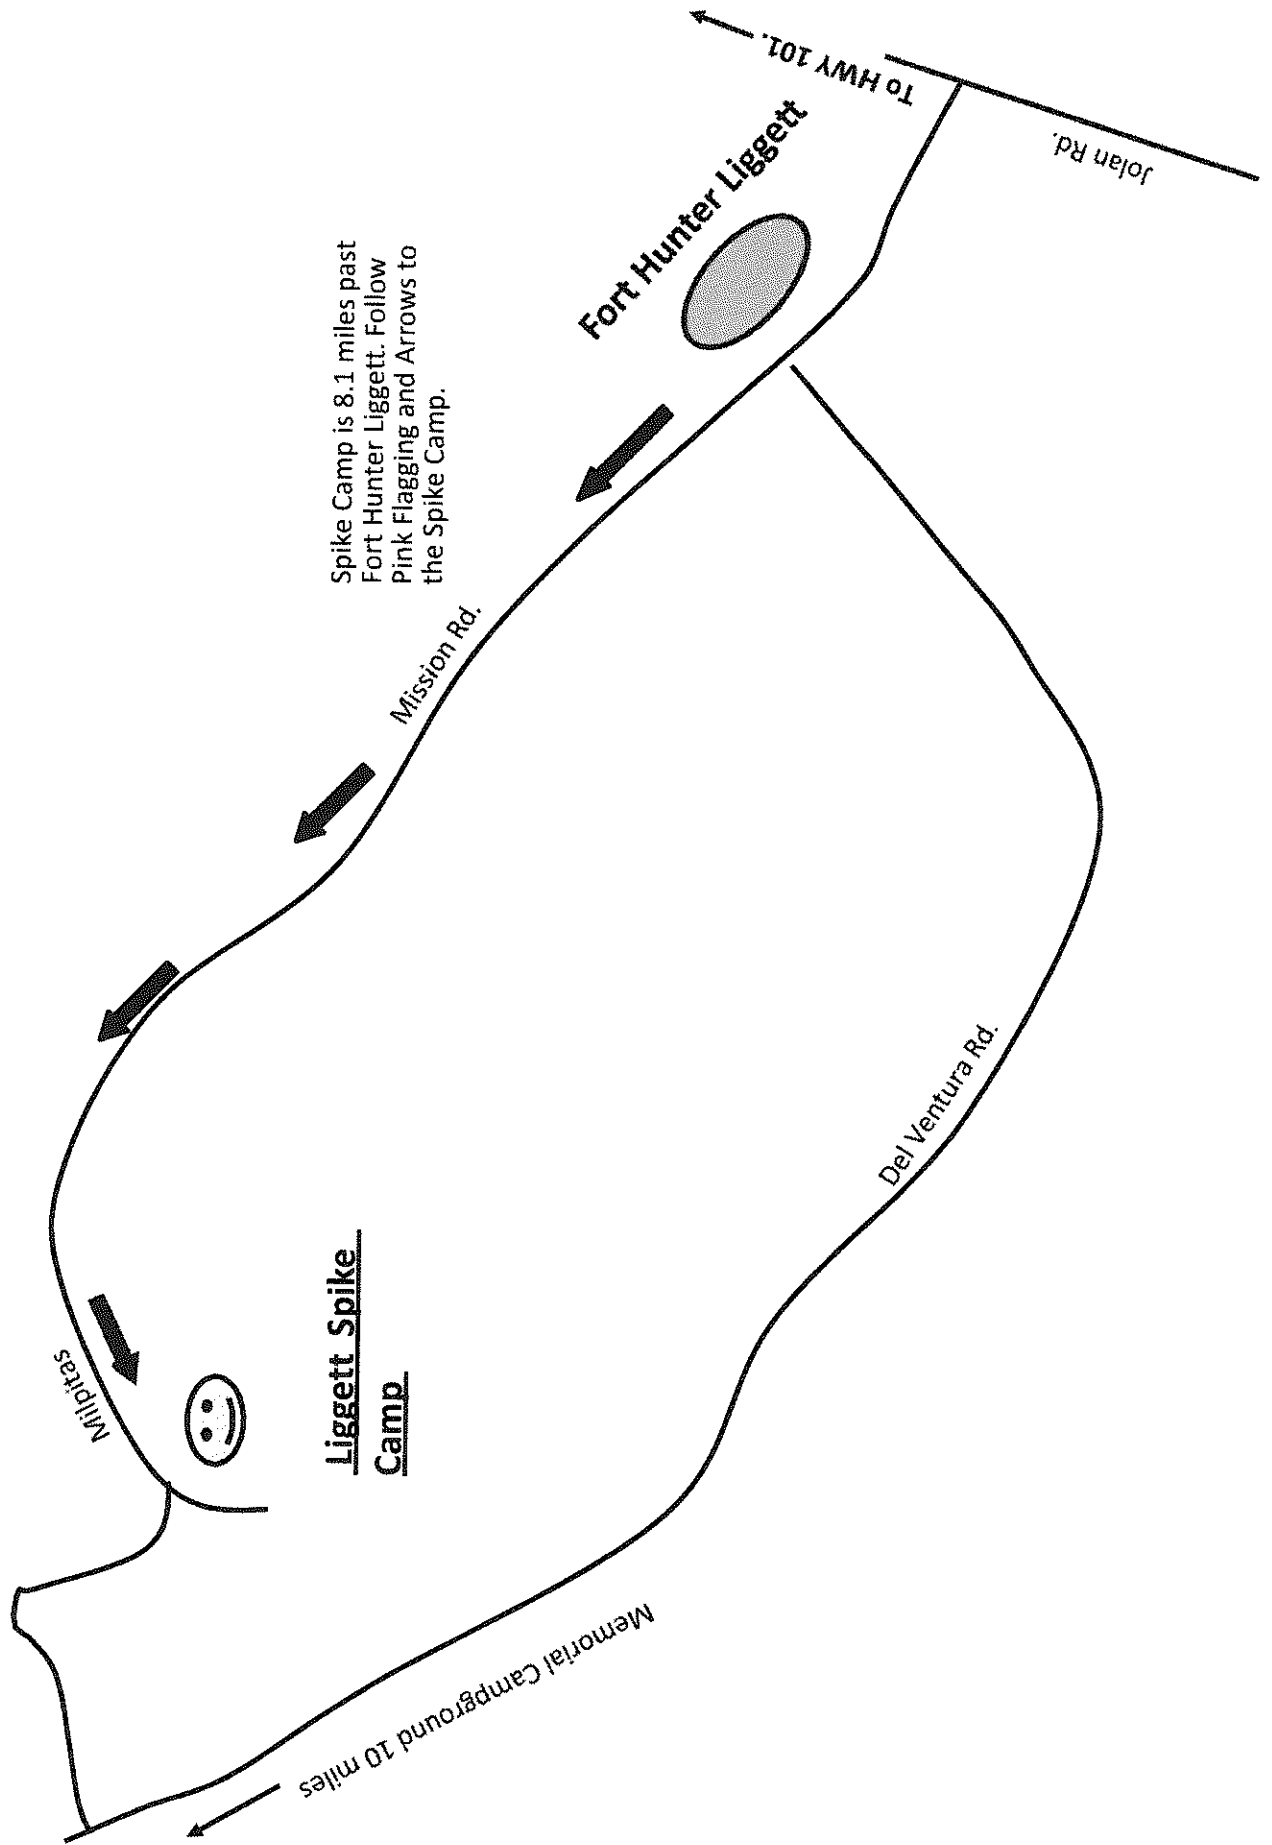 Liggett Spike
Camp
Milpitas
Mission Rd.
Spike Camp is 8.1 miles past
Fort Hunter Liggett. Follow
Pink Flagging and Arrows to
the Spike Camp.
Fort Hunter Liggett
To HWY 101.
Jolan Rd.
Del Ventura Rd.
Memorial Campground 10 miles